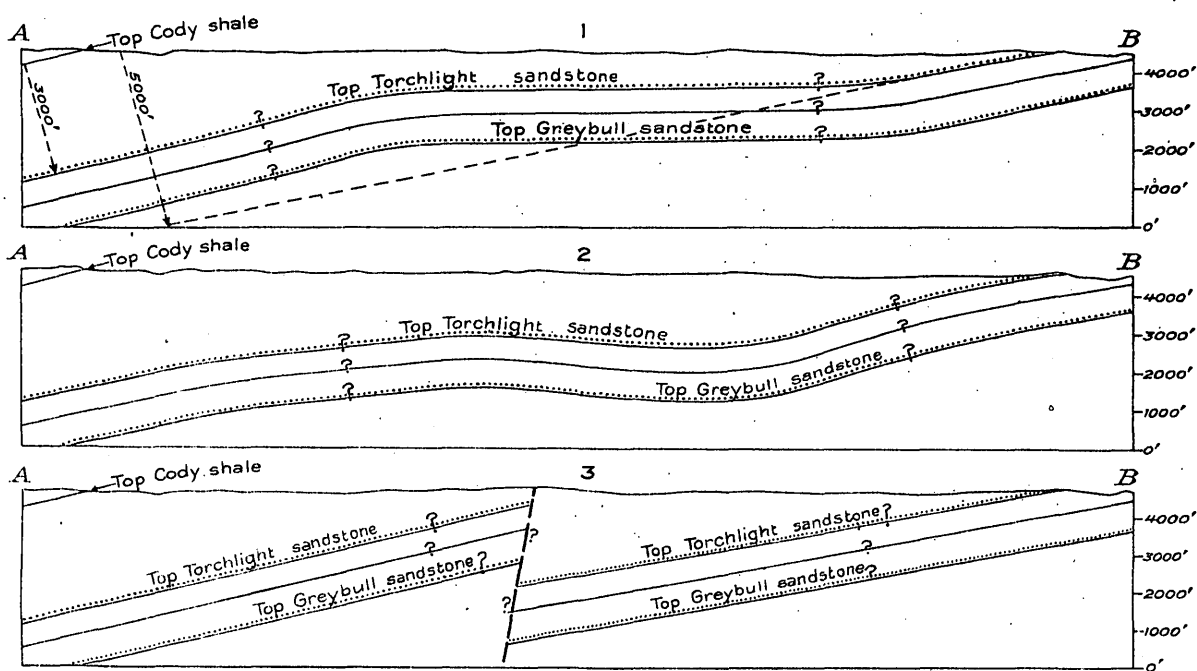 A
Top Cody shale
1
B
3000'
5000'
Top Torchlight sandstone
?
?
?
?
?
?
Top Greybull sandstone
4000'
3000'
2000'
1000'
0'
A
Top Cody shale
2
B
Top Torchlight sandstone
?
?
?
?
?
?
Top Greybull sandstone
4000'
3000'
2000'
1000'
0'
A
Top Cody shale
3
B
Top Torchlight sandstone
?
?
?
Top Greybull sandstone?
?
Top Torchlight sandstone?
?
Top Greybull sandstone?
4000'
3000'
2000'
1000'
0'